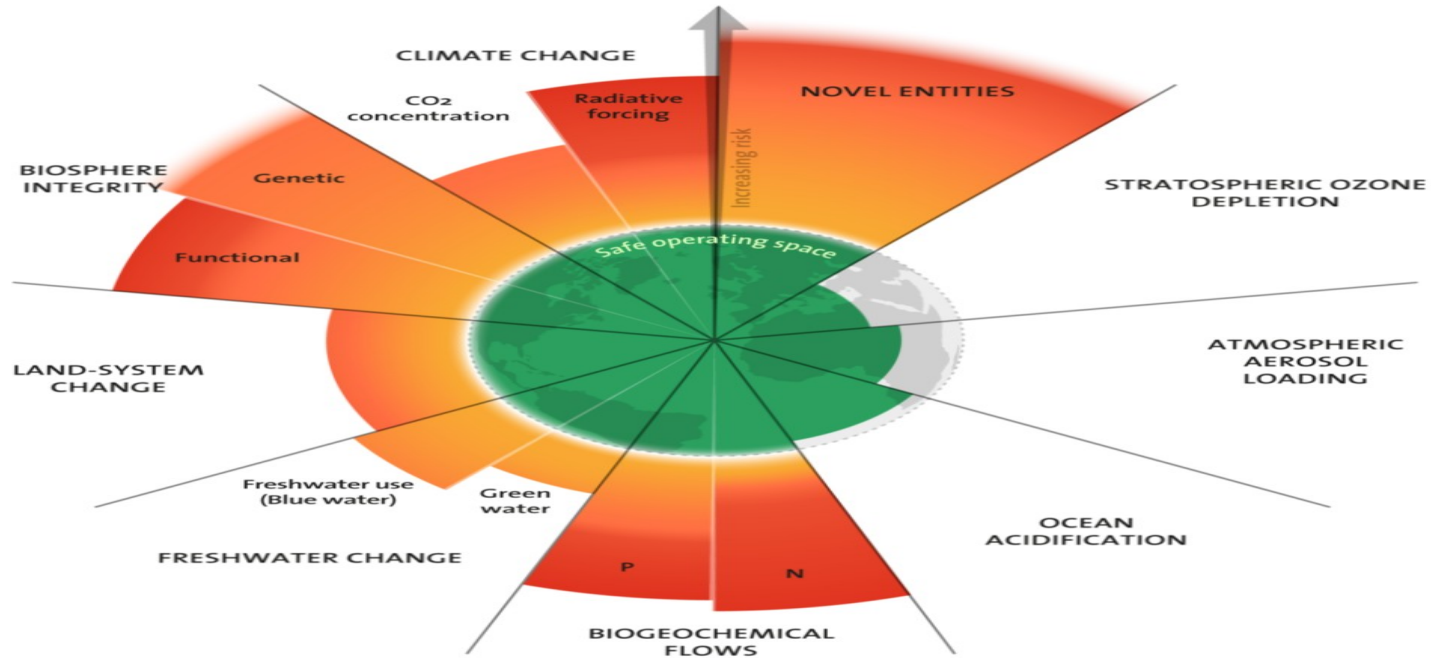 CLIMATE CHANGE
CO2
concentration
Radiative
forcing
Increasing risk
NOVEL ENTITIES
STRATOSPHERIC OZONE
DEPLETION
ATMOSPHERIC
AEROSOL
LOADING
OCEAN
ACIDIFICATION
BIOGEOCHEMICAL
FLOWS
P
N
FRESHWATER CHANGE
Freshwater use
(Blue water)
Green
water
LAND-SYSTEM
CHANGE
BIOSPHERE
INTEGRITY
Genetic
Functional
Safe operating space